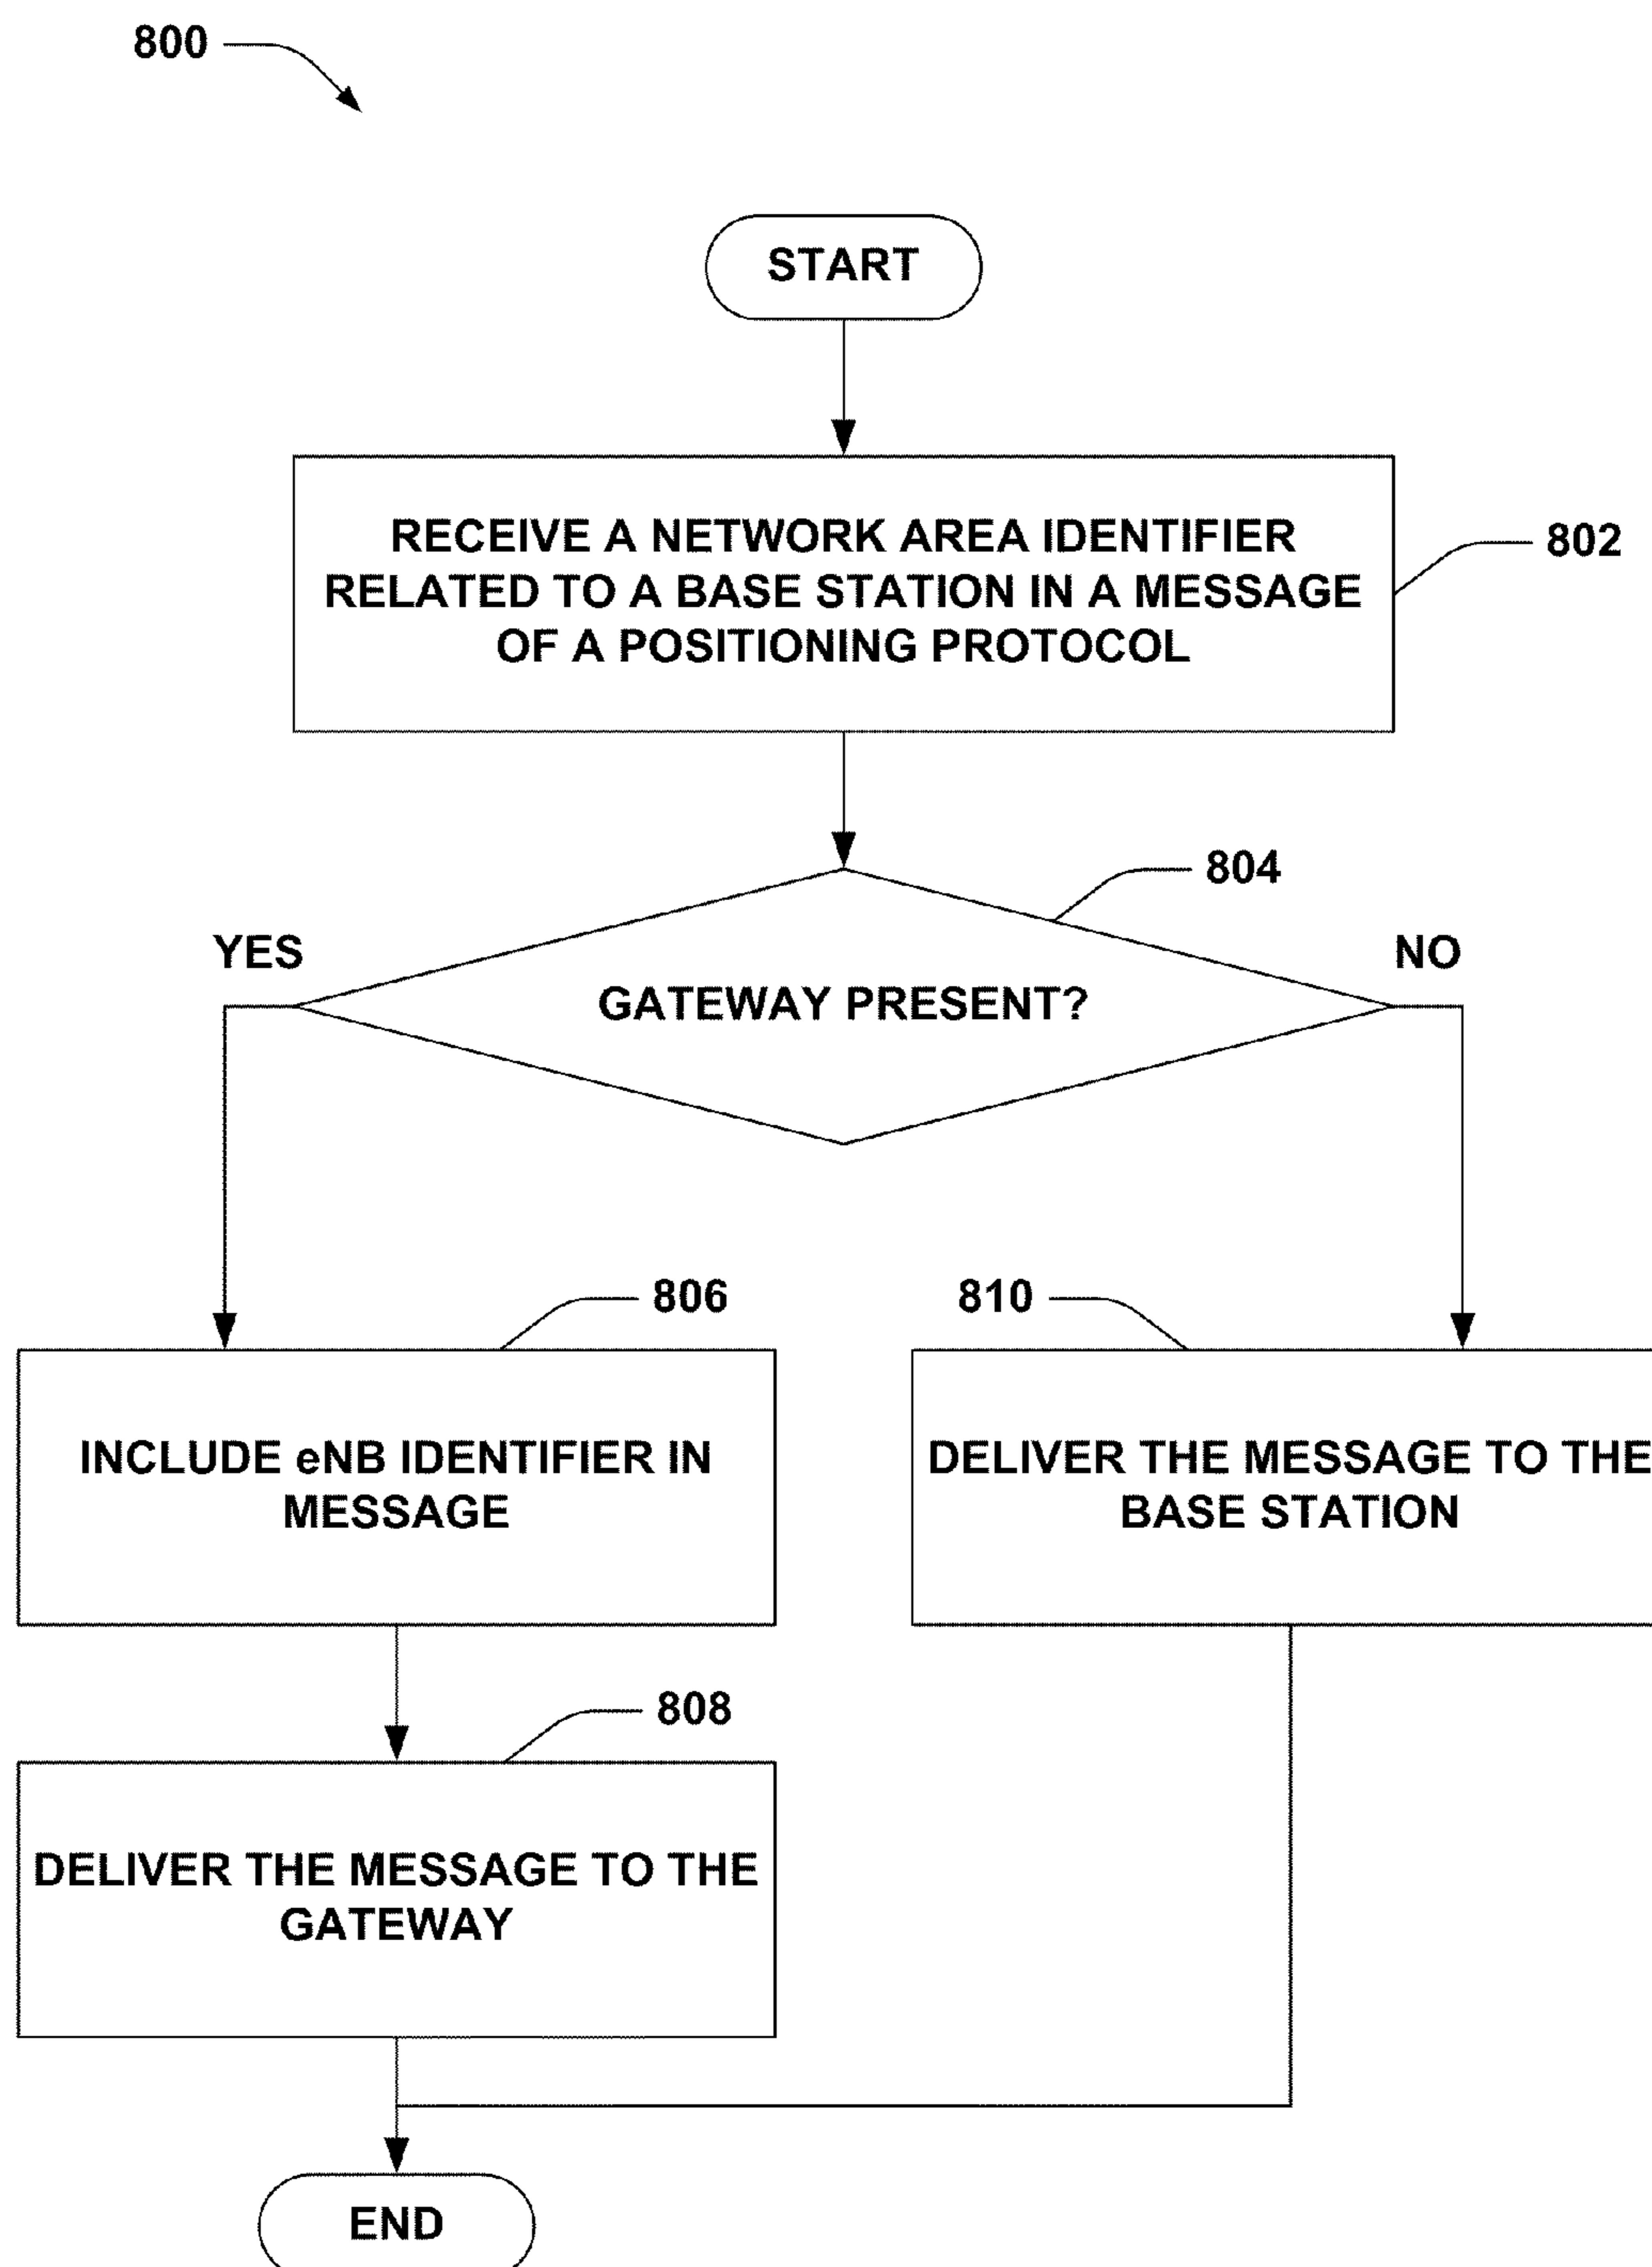 800
START
RECEIVE A NETWORK AREA IDENTIFIER
RELATED TO A BASE STATION IN A MESSAGE
OF A POSITIONING PROTOCOL
802
804
YES
NO
GATEWAY PRESENT?
806
810
INCLUDE eNB IDENTIFIER IN
MESSAGE
DELIVER THE MESSAGE TO THE
BASE STATION
808
DELIVER THE MESSAGE TO THE
GATEWAY
END